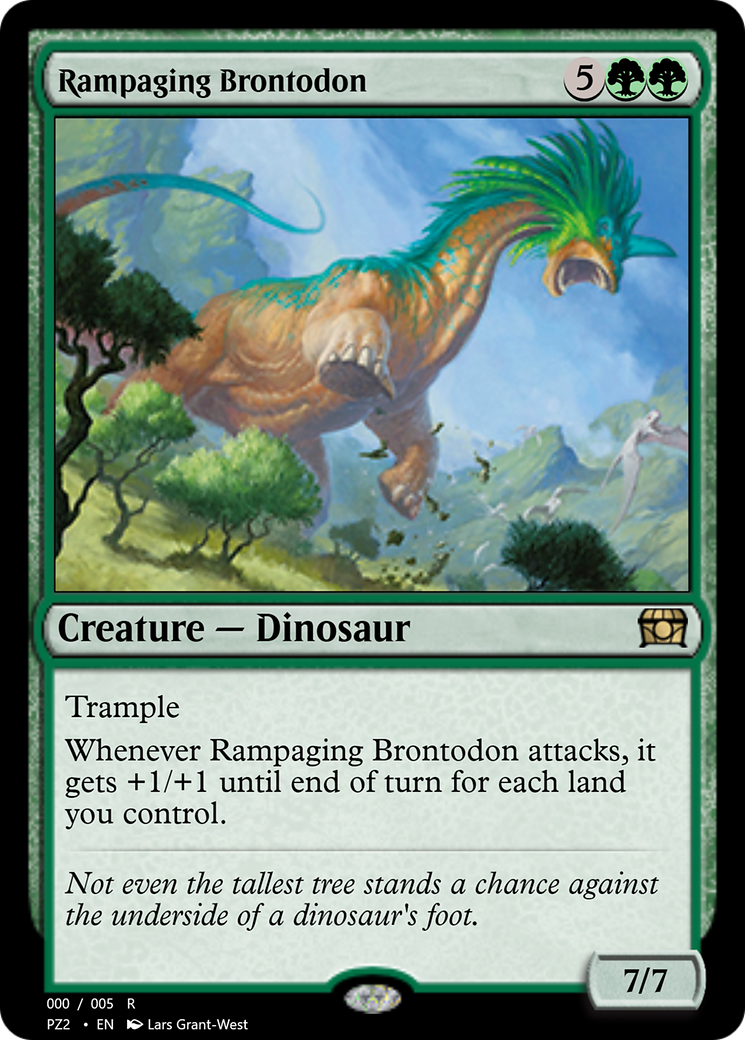 Rampaging Brontodon 5
Creature — Dinosaur
Trample
Whenever Rampaging Brontodon attacks, it
gets +1/+1 until end of turn for each land
you control.
Not even the tallest tree stands a chance against
the underside of a dinosaur's foot.
7/7
000 / 005 R
PZ2 • EN Lars Grant-West